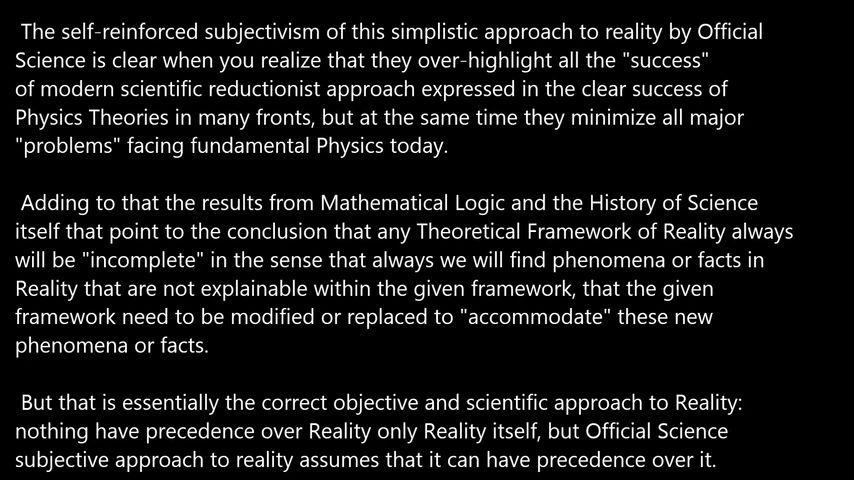 The self-reinforced subjectivism of this simplistic approach to reality by Official
Science is clear when you realize that they over-highlight all the "success"
of modern scientific reductionist approach expressed in the clear success of
Physics Theories in many fronts, but at the same time they minimize all major
"problems" facing fundamental Physics today.
Adding to that the results from Mathematical Logic and the History of Science
itself that point to the conclusion that any Theoretical Framework of Reality always
will be "incomplete" in the sense that always we will find phenomena or facts in
Reality that are not explainable within the given framework, that the given
framework need to be modified or replaced to "accommodate" these new
phenomena or facts.
But that is essentially the correct objective and scientific approach to Reality:
nothing have precedence over Reality only Reality itself, but Official Science
subjective approach to reality assumes that it can have precedence over it.